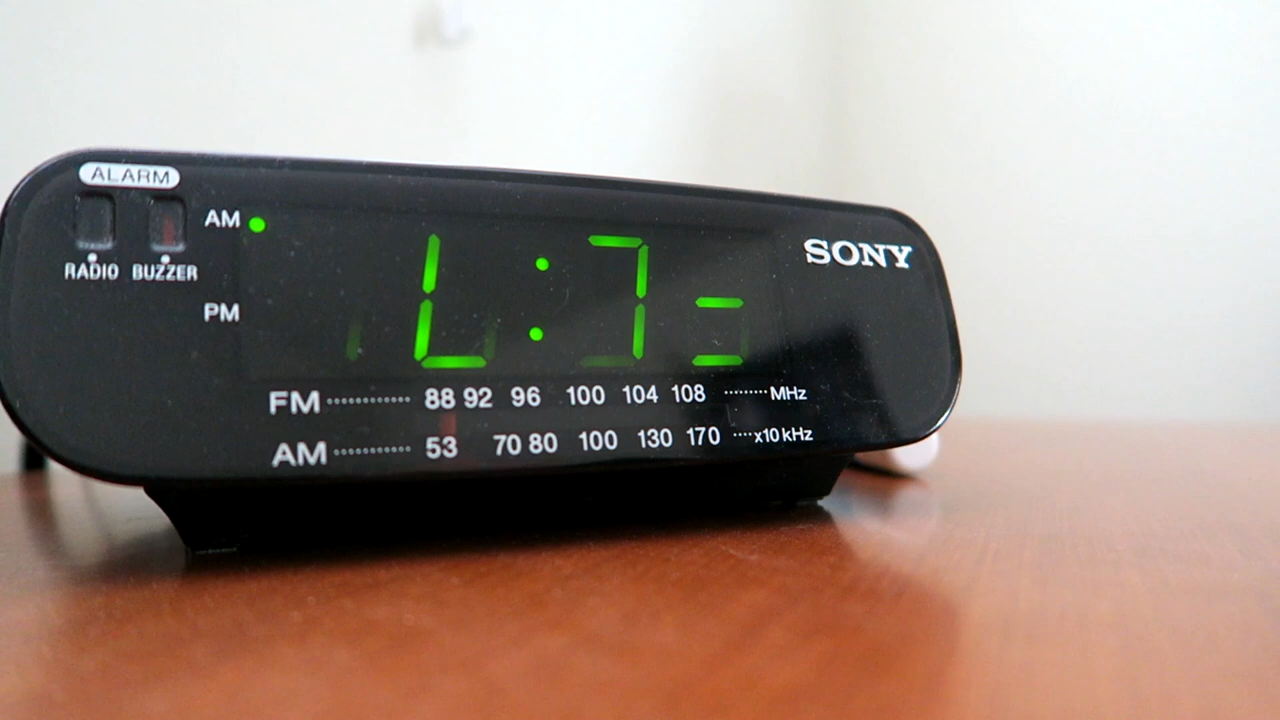 ALARM
RADIO BUZZER
AM
PM
SONY
FM 88 92 96 100 104 108 MHz
AM 53 70 80 100 130 170 x10 kHz